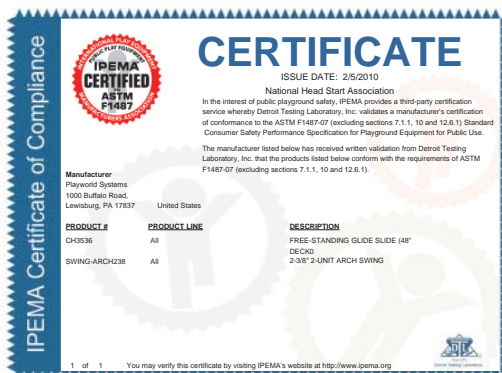 IPEMA Certificate of Compliance
INTERNATIONAL PLAY EQUIPMENT
MANUFACTURERS ASSOCIATION
PUBLIC PLAY EQUIPMENT
IPEMA
CERTIFIED
TO
ASTM
F1487
CERTIFICATE
ISSUE DATE: 2/5/2010
National Head Start Association
In the interest of public playground safety, IPEMA provides a third-party certification
service whereby Detroit Testing Laboratory, Inc. validates a manufacturer's certification
of conformance to the ASTM F1487-07 (excluding sections 7.1.1, 10 and 12.6.1) Standard
Consumer Safety Performance Specification for Playground Equipment for Public Use.
The manufacturer listed below has received written validation from Detroit Testing
Laboratory, Inc. that the products listed below conform with the requirements of ASTM
F1487-07 (excluding sections 7.1.1, 10 and 12.6.1).
Manufacturer
Playworld Systems
1000 Buffalo Road,
Lewisburg, PA 17837 United States
PRODUCT # PRODUCT LINE DESCRIPTION
CH3536 All FREE-STANDING GLIDE SLIDE (48"
DECK0
SWING-ARCH238 All 2-3/8" 2-UNIT ARCH SWING
DTL
Detroit Testing Laboratory
1 of 1 You may verify this certificate by visiting IPEMA's website at http://www.ipema.org